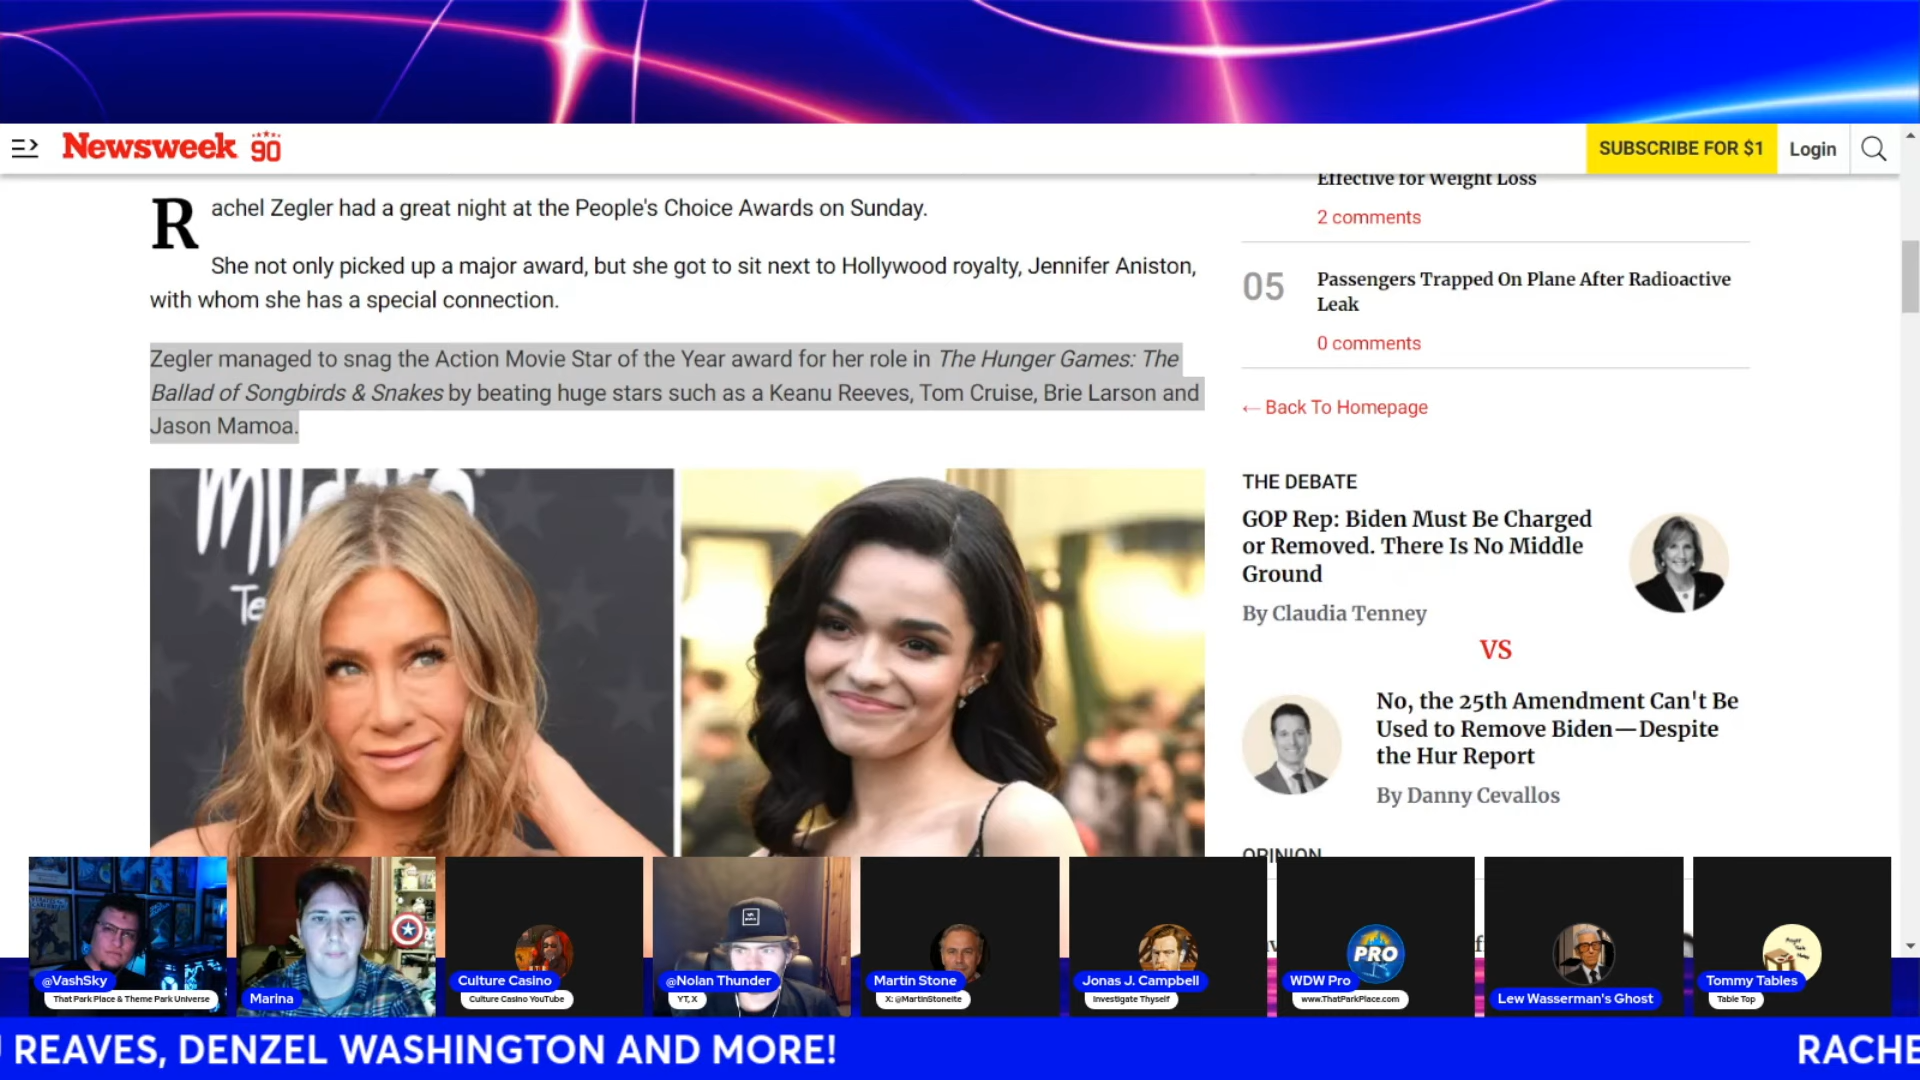 Newsweek 90
SUBSCRIBE FOR $1
Login
Rachel Zegler had a great night at the People's Choice Awards on Sunday.
She not only picked up a major award, but she got to sit next to Hollywood royalty, Jennifer Aniston,
with whom she has a special connection.
Zegler managed to snag the Action Movie Star of the Year award for her role in The Hunger Games: The
Ballad of Songbirds & Snakes by beating huge stars such as a Keanu Reeves, Tom Cruise, Brie Larson and
Jason Mamoa.
Effective for Weight Loss
2 comments
05
Passengers Trapped On Plane After Radioactive
Leak
0 comments
← Back To Homepage
THE DEBATE
GOP Rep: Biden Must Be Charged
or Removed. There Is No Middle
Ground
By Claudia Tenney
VS
No, the 25th Amendment Can't Be
Used to Remove Biden—Despite
the Hur Report
By Danny Cevallos
OPINION
@VashSky
That Park Place & Theme Park Universe
Marina
Culture Casino
Culture Casino YouTube
@Nolan Thunder
YT, X
Martin Stone
X: @MartinStoneite
Jonas J. Campbell
Investigate Thyself
PRO
WDW Pro
www.ThatParkPlace.com
Lew Wasserman's Ghost
Tommy Tables
Table Top
REAVES, DENZEL WASHINGTON AND MORE!
RACHE